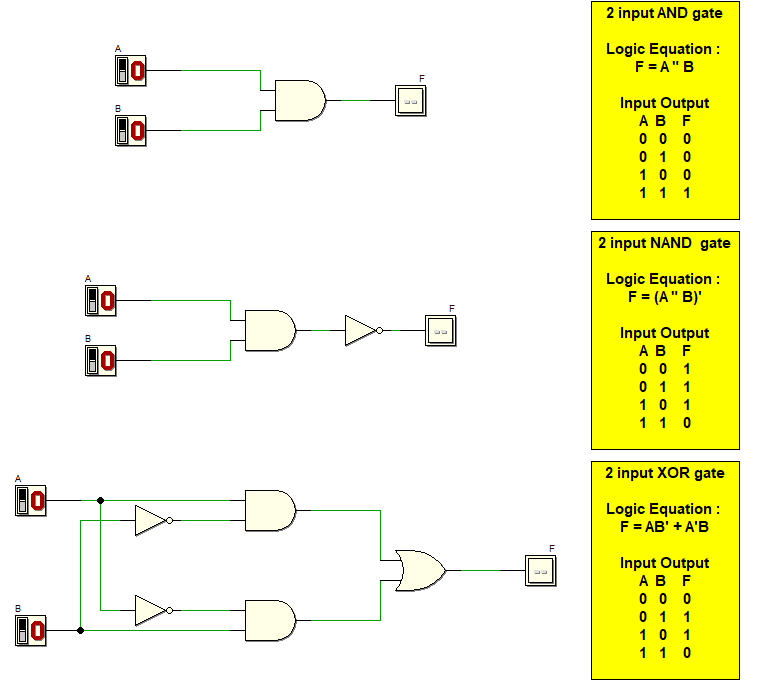 A
0
B
0
F
--
2 input AND gate
Logic Equation :
F = A " B
Input Output
A B F
0 0 0
0 1 0
1 0 0
1 1 1
A
0
B
0
F
--
2 input NAND gate
Logic Equation :
F = (A " B)'
Input Output
A B F
0 0 1
0 1 1
1 0 1
1 1 0
A
0
B
0
F
--
2 input XOR gate
Logic Equation :
F = AB' + A'B
Input Output
A B F
0 0 0
0 1 1
1 0 1
1 1 0